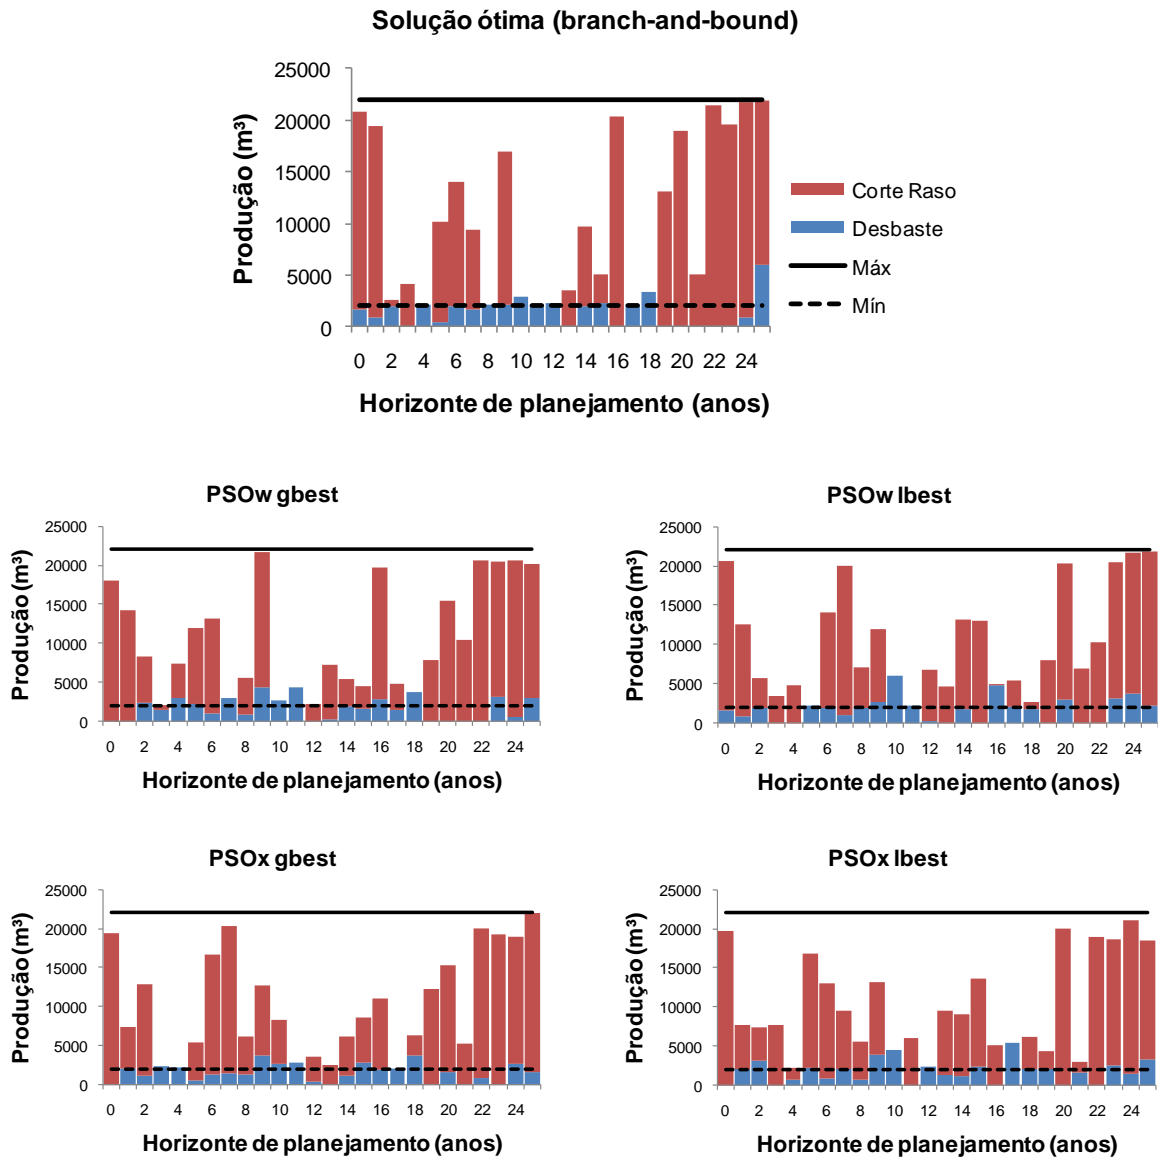 Solução ótima (branch-and-bound)
25000
20000
15000
10000
5000
0
Produção (m³)
0 2 4 6 8 10 12 14 16 18 20 22 24
Horizonte de planejamento (anos)
Corte Raso
Desbaste
Máx
Mín
PSOw gbest
25000
20000
15000
10000
5000
0
Produção (m³)
0 2 4 6 8 10 12 14 16 18 20 22 24
Horizonte de planejamento (anos)
PSOw lbest
25000
20000
15000
10000
5000
0
Produção (m³)
0 2 4 6 8 10 12 14 16 18 20 22 24
Horizonte de planejamento (anos)
PSOx gbest
25000
20000
15000
10000
5000
0
Produção (m³)
0 2 4 6 8 10 12 14 16 18 20 22 24
Horizonte de planejamento (anos)
PSOx lbest
25000
20000
15000
10000
5000
0
Produção (m³)
0 2 4 6 8 10 12 14 16 18 20 22 24
Horizonte de planejamento (anos)